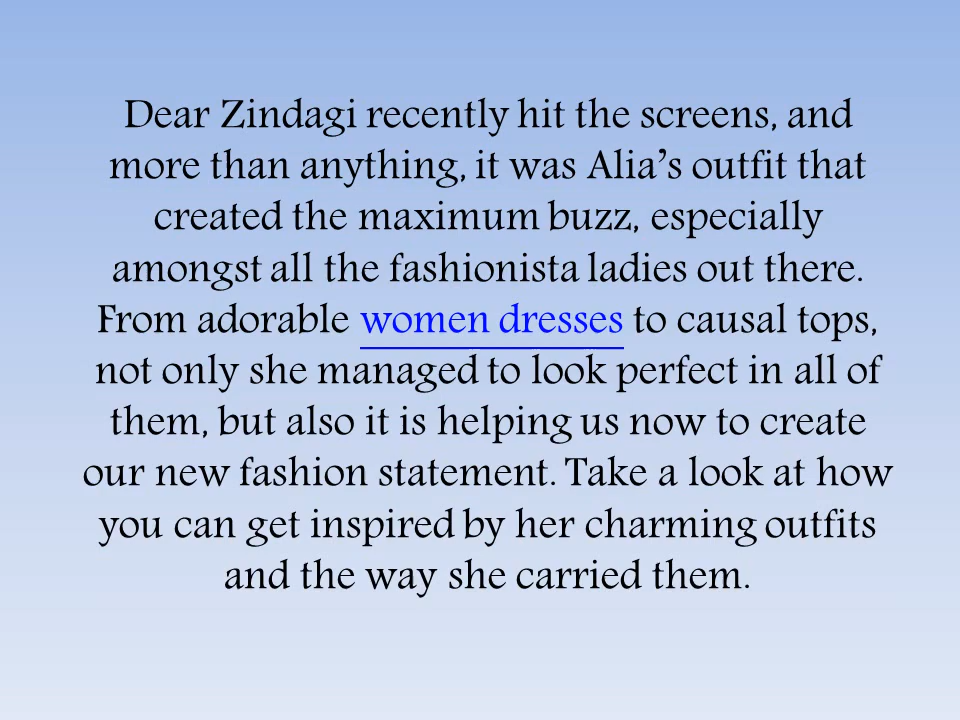 Dear Zindagi recently hit the screens, and
more than anything, it was Alia’s outfit that
created the maximum buzz, especially
amongst all the fashionista ladies out there.
From adorable women dresses to causal tops,
not only she managed to look perfect in all of
them, but also it is helping us now to create
our new fashion statement. Take a look at how
you can get inspired by her charming outfits
and the way she carried them.